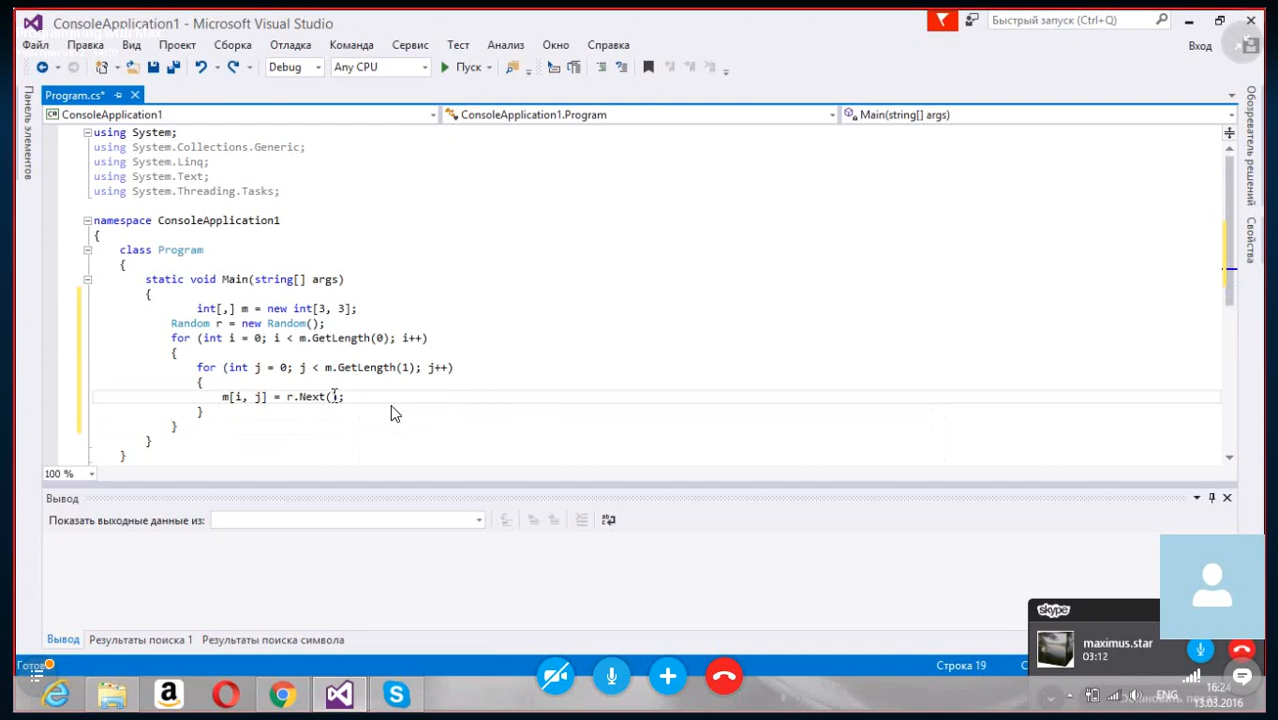 ConsoleApplication1 - Microsoft Visual Studio
Быстрый запуск (Ctrl+Q)
Файл Правка Вид Проект Сборка Отладка Команда Сервис Тест Анализ Окно Справка
Вход
Debug Any CPU Пуск
Панель элементов
Program.cs*
ConsoleApplication1 ConsoleApplication1.Program Main(string[] args)
Обозреватель решений
Свойства
using System;
using System.Collections.Generic;
using System.Linq;
using System.Text;
using System.Threading.Tasks;
namespace ConsoleApplication1
{
class Program
{
static void Main(string[] args)
{
int[,] m = new int[3, 3];
Random r = new Random();
for (int i = 0; i < m.GetLength(0); i++)
{
for (int j = 0; j < m.GetLength(1); j++)
{
m[i, j] = r.Next();
}
}
}
}
100 %
Вывод
Показать выходные данные из:
Вывод Результаты поиска 1 Результаты поиска символа
skype
maximus.star
03:12
Строка 19
ENG
16:24
13.03.2016